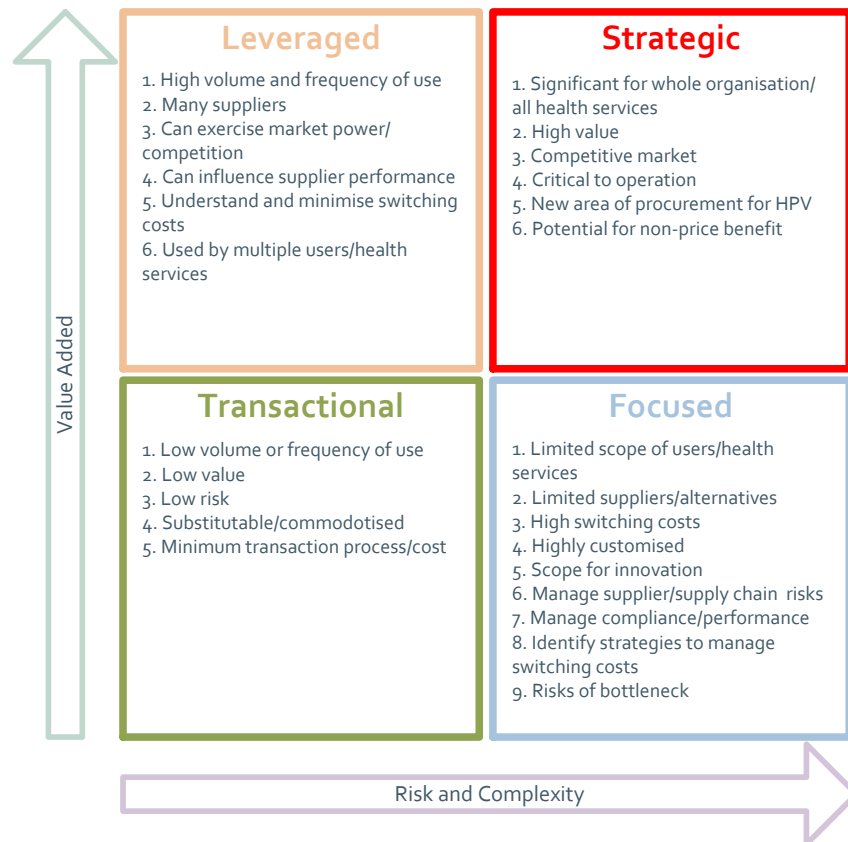 Leveraged
1. High volume and frequency of use
2. Many suppliers
3. Can exercise market power/
competition
4. Can influence supplier performance
5. Understand and minimise switching
costs
6. Used by multiple users/health
services
Strategic
1. Significant for whole organisation/
all health services
2. High value
3. Competitive market
4. Critical to operation
5. New area of procurement for HPV
6. Potential for non-price benefit
Value Added
Transactional
1. Low volume or frequency of use
2. Low value
3. Low risk
4. Substitutable/commodotised
5. Minimum transaction process/cost
Focused
1. Limited scope of users/health
services
2. Limited suppliers/alternatives
3. High switching costs
4. Highly customised
5. Scope for innovation
6. Manage supplier/supply chain risks
7. Manage compliance/performance
8. Identify strategies to manage
switching costs
9. Risks of bottleneck
Risk and Complexity